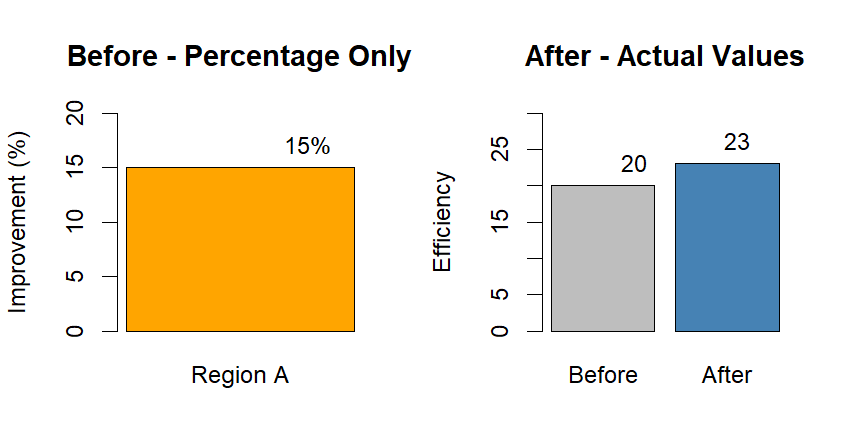 Before - Percentage Only
Improvement (%)
20
15
10
5
0
15%
Region A
After - Actual Values
Efficiency
25
15
5
0
20
23
Before
After